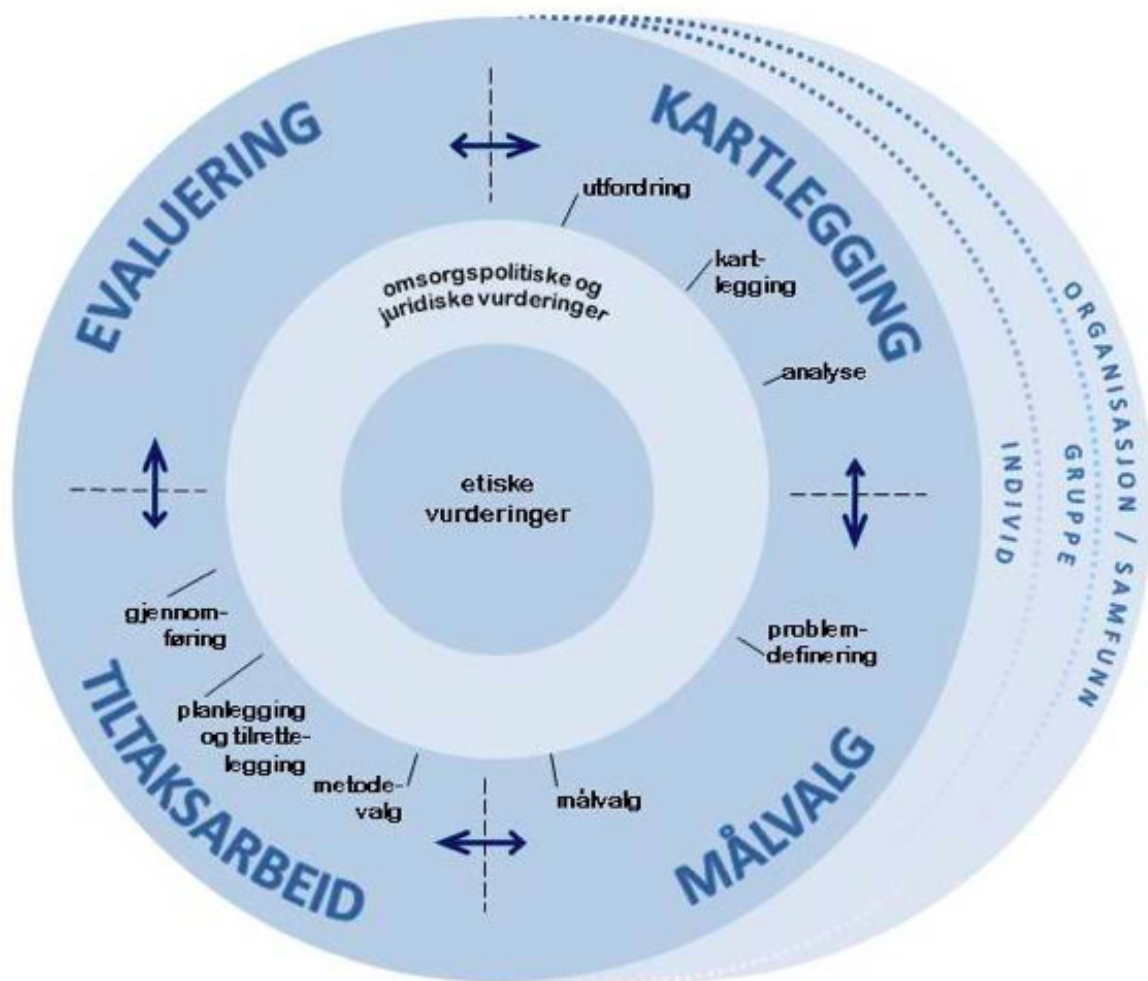 EVALUERING
KARTLEGGING
utfordring
kart-
legging
analyse
omsorgspolitiske og
juridiske vurderinger
etiske
vurderinger
INDIVID
GRUPPE
ORGANISASJON / SAMFUNN
problem-
definering
MÅLVALG
målvalg
metode-
valg
planlegging
og tilrette-
legging
gjennom-
føring
TILTAKSARBEID